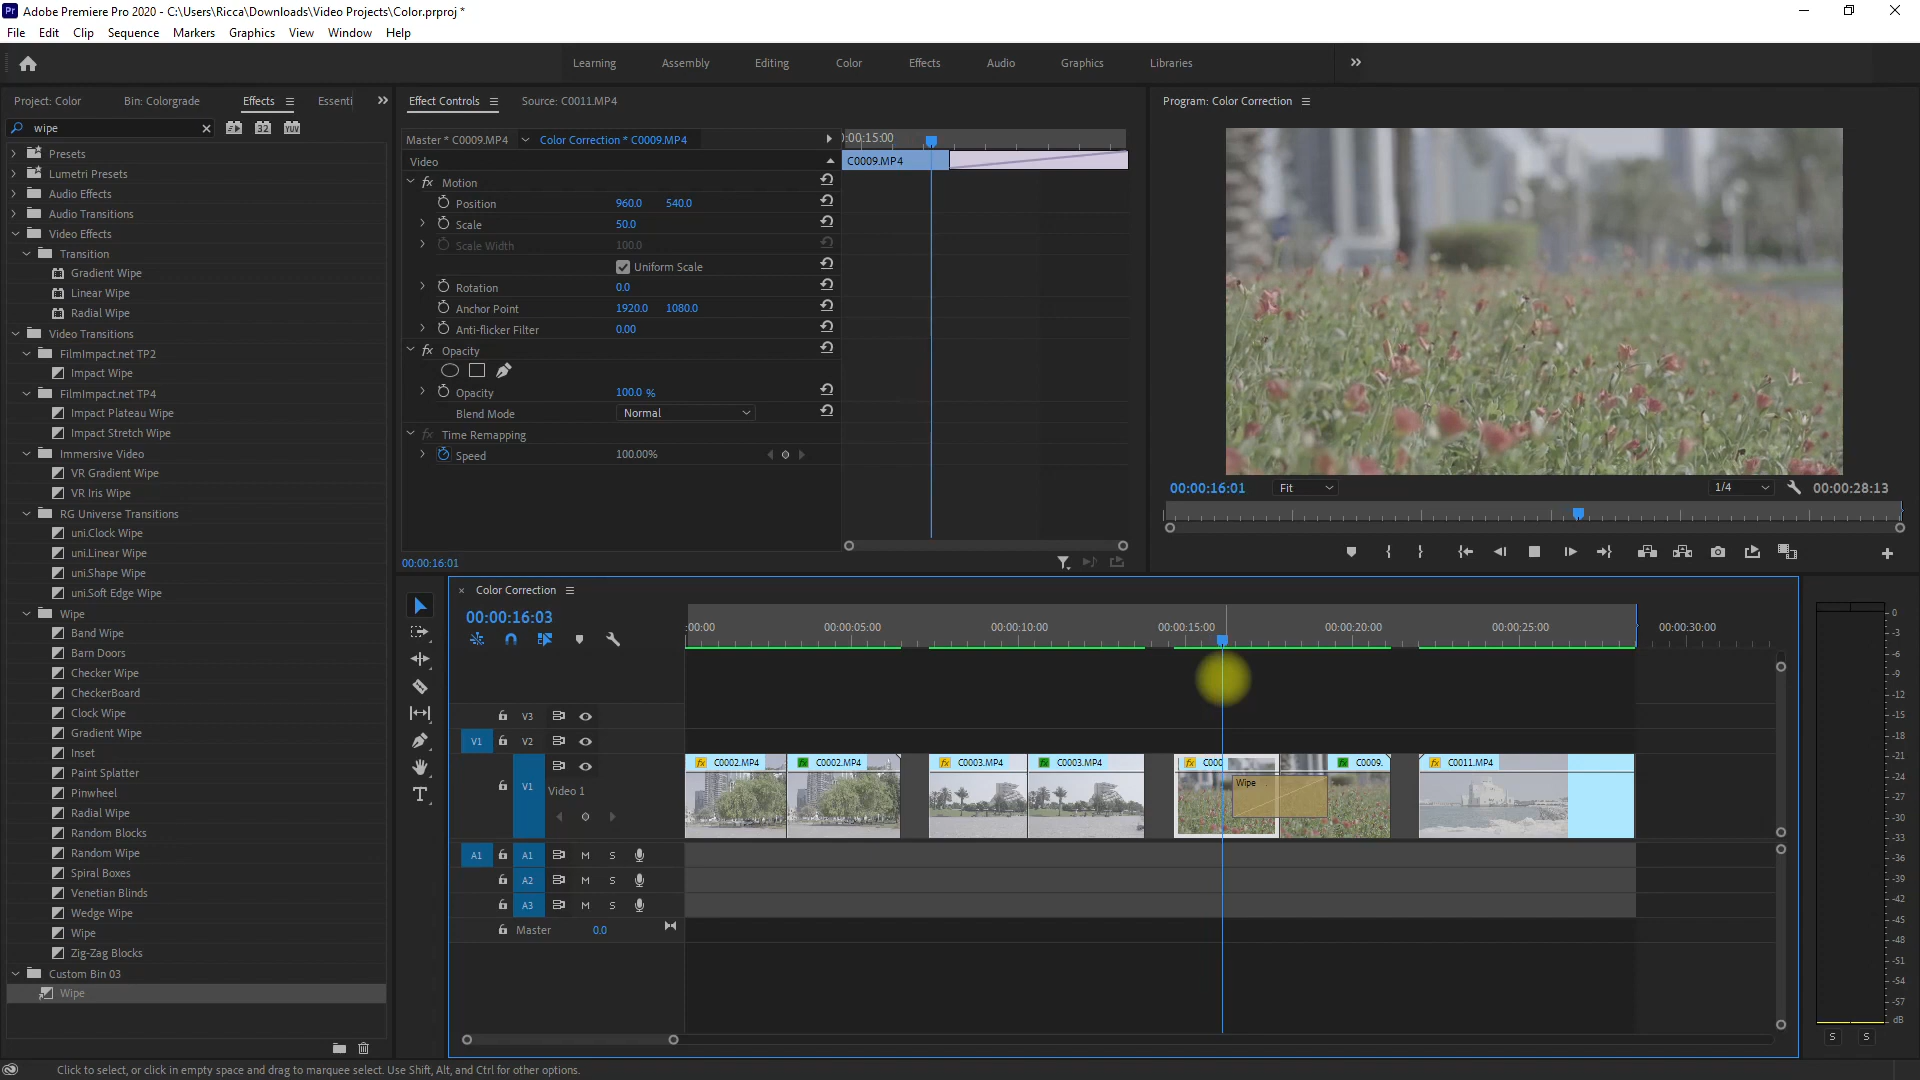 Adobe Premiere Pro 2020 - C:\Users\Ricca\Downloads\Video Projects\Color.prproj *
File Edit Clip Sequence Markers Graphics View Window Help
Learning Assembly Editing Color Effects Audio Graphics Libraries
Project: Color Bin: Colorgrade Effects Essenti
wipe
32 YUV
Presets
Lumetri Presets
Audio Effects
Audio Transitions
Video Effects
Transition
Gradient Wipe
Linear Wipe
Radial Wipe
Video Transitions
FilmImpact.net TP2
Impact Wipe
FilmImpact.net TP4
Impact Plateau Wipe
Impact Stretch Wipe
Immersive Video
VR Gradient Wipe
VR Iris Wipe
RG Universe Transitions
uni.Clock Wipe
uni.Linear Wipe
uni.Shape Wipe
uni.Soft Edge Wipe
Wipe
Band Wipe
Barn Doors
Checker Wipe
CheckerBoard
Clock Wipe
Gradient Wipe
Inset
Paint Splatter
Pinwheel
Radial Wipe
Random Blocks
Random Wipe
Spiral Boxes
Venetian Blinds
Wedge Wipe
Wipe
Zig-Zag Blocks
Custom Bin 03
Wipe
Effect Controls Source: C0011.MP4
Master * C0009.MP4 Color Correction * C0009.MP4
:00:15:00
Video
C0009.MP4
fx Motion
Position 960.0 540.0
Scale 50.0
Scale Width 100.0
Uniform Scale
Rotation 0.0
Anchor Point 1920.0 1080.0
Anti-flicker Filter 0.00
fx Opacity
Opacity 100.0 %
Blend Mode Normal
fx Time Remapping
Speed 100.00%
00:00:16:01
Program: Color Correction
00:00:16:01 Fit 1/4 00:00:28:13
× Color Correction
00:00:16:03
:00:00 00:00:05:00 00:00:10:00 00:00:15:00 00:00:20:00 00:00:25:00 00:00:30:00
V3
V1 V2
V1 Video 1
fx C0002.MP4 fx C0002.MP4 fx C0003.MP4 fx C0003.MP4 fx C00 fx C0009. fx C0011.MP4
Wipe
A1 A1 M S
A2 M S
A3 M S
Master 0.0
0
-3
-6
-9
-12
-15
-18
-21
-24
-27
-30
-33
-36
-39
-42
-45
-48
-51
-54
-57
dB
S S
Click to select, or click in empty space and drag to marquee select. Use Shift, Alt, and Ctrl for other options.